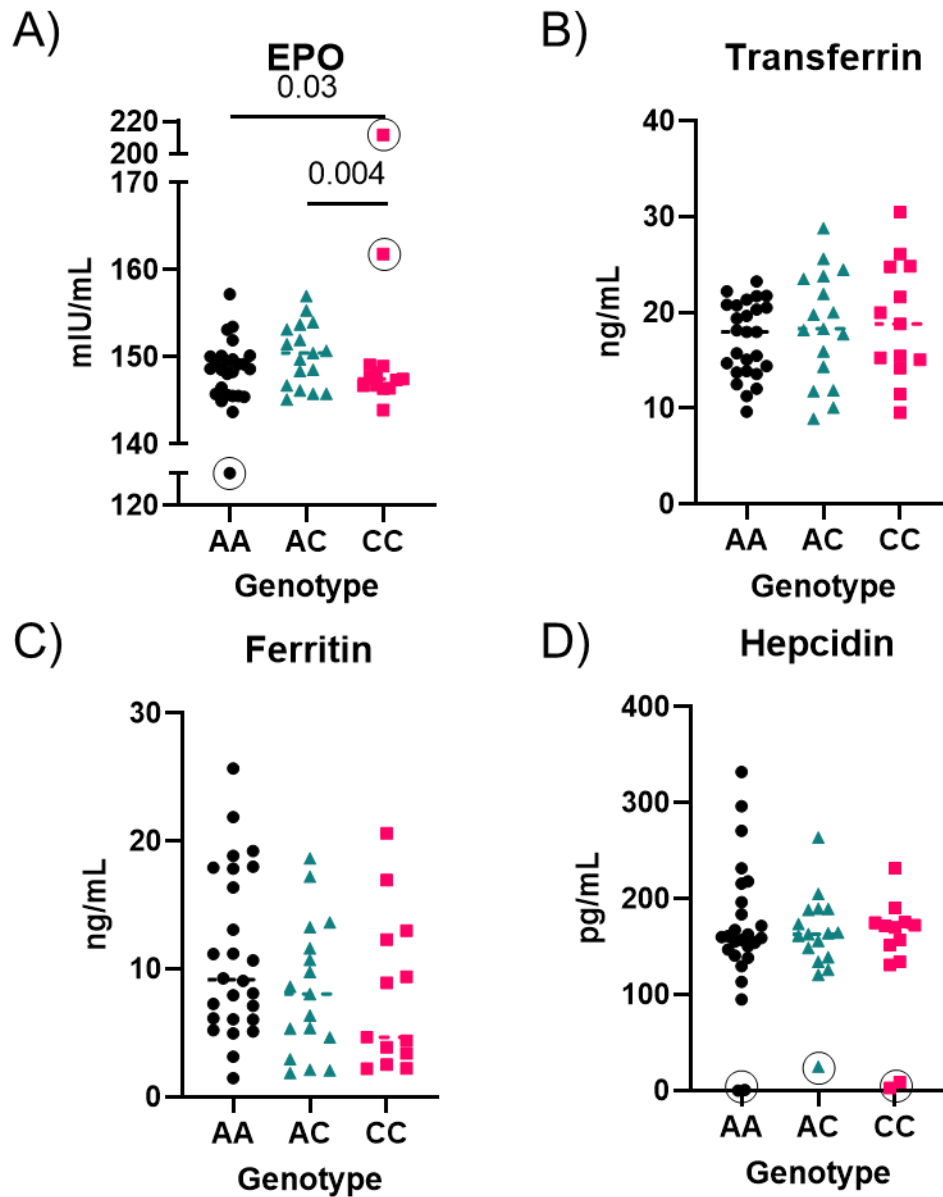 A)
EPO
0.03
220
200
0.004
170
160
150
140
120
mIU/mL
AA AC CC
Genotype
B)
Transferrin
40
30
20
10
0
ng/mL
AA AC CC
Genotype
C)
Ferritin
30
20
10
0
ng/mL
AA AC CC
Genotype
D)
Hepcidin
400
300
200
100
0
pg/mL
AA AC CC
Genotype